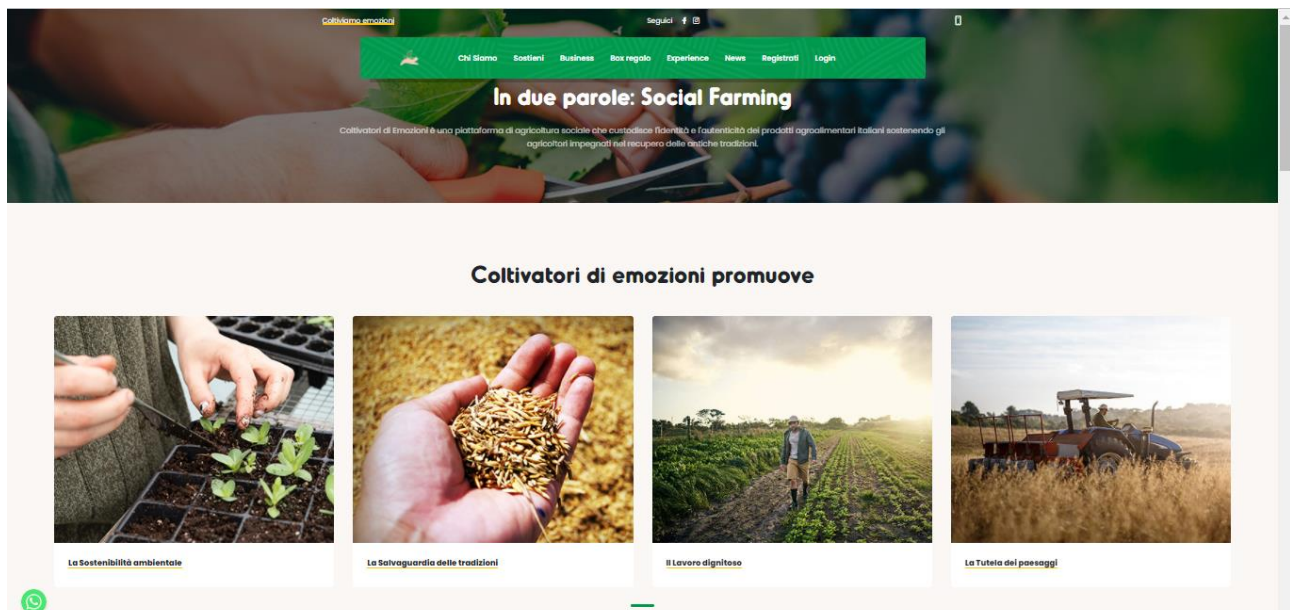 Coltiviamo emozioni
Seguici
Chi Siamo Sostieni Business Box regalo Experience News Registrati Login
In due parole: Social Farming
Coltivatori di Emozioni è una piattaforma di agricoltura sociale che custodisce l'identità e l'autenticità dei prodotti agroalimentari italiani sostenendo gli
agricoltori impegnati nel recupero delle antiche tradizioni.
Coltivatori di emozioni promuove
La Sostenibilità ambientale
La Salvaguardia delle tradizioni
Il Lavoro dignitoso
La Tutela dei paesaggi